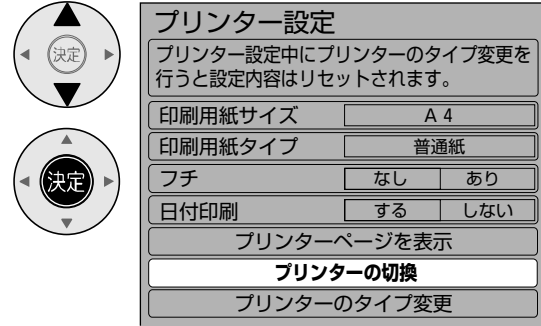 プリンター設定
プリンター設定中にプリンターのタイプ変更を
行うと設定内容はリセットされます。
決定
印刷用紙サイズ A 4
印刷用紙タイプ 普通紙
フチ なし あり
日付印刷 する しない
決定
プリンターページを表示
プリンターの切換
プリンターのタイプ変更